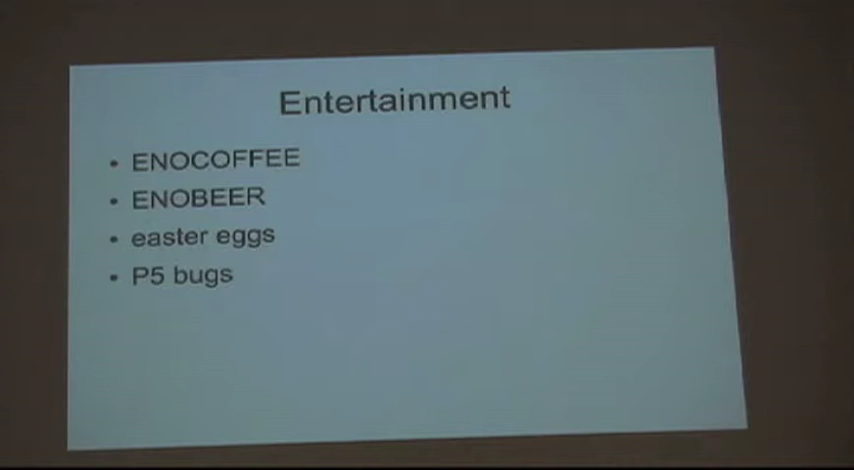 Entertainment
• ENOCOFFEE
• ENOBEER
• easter eggs
• P5 bugs